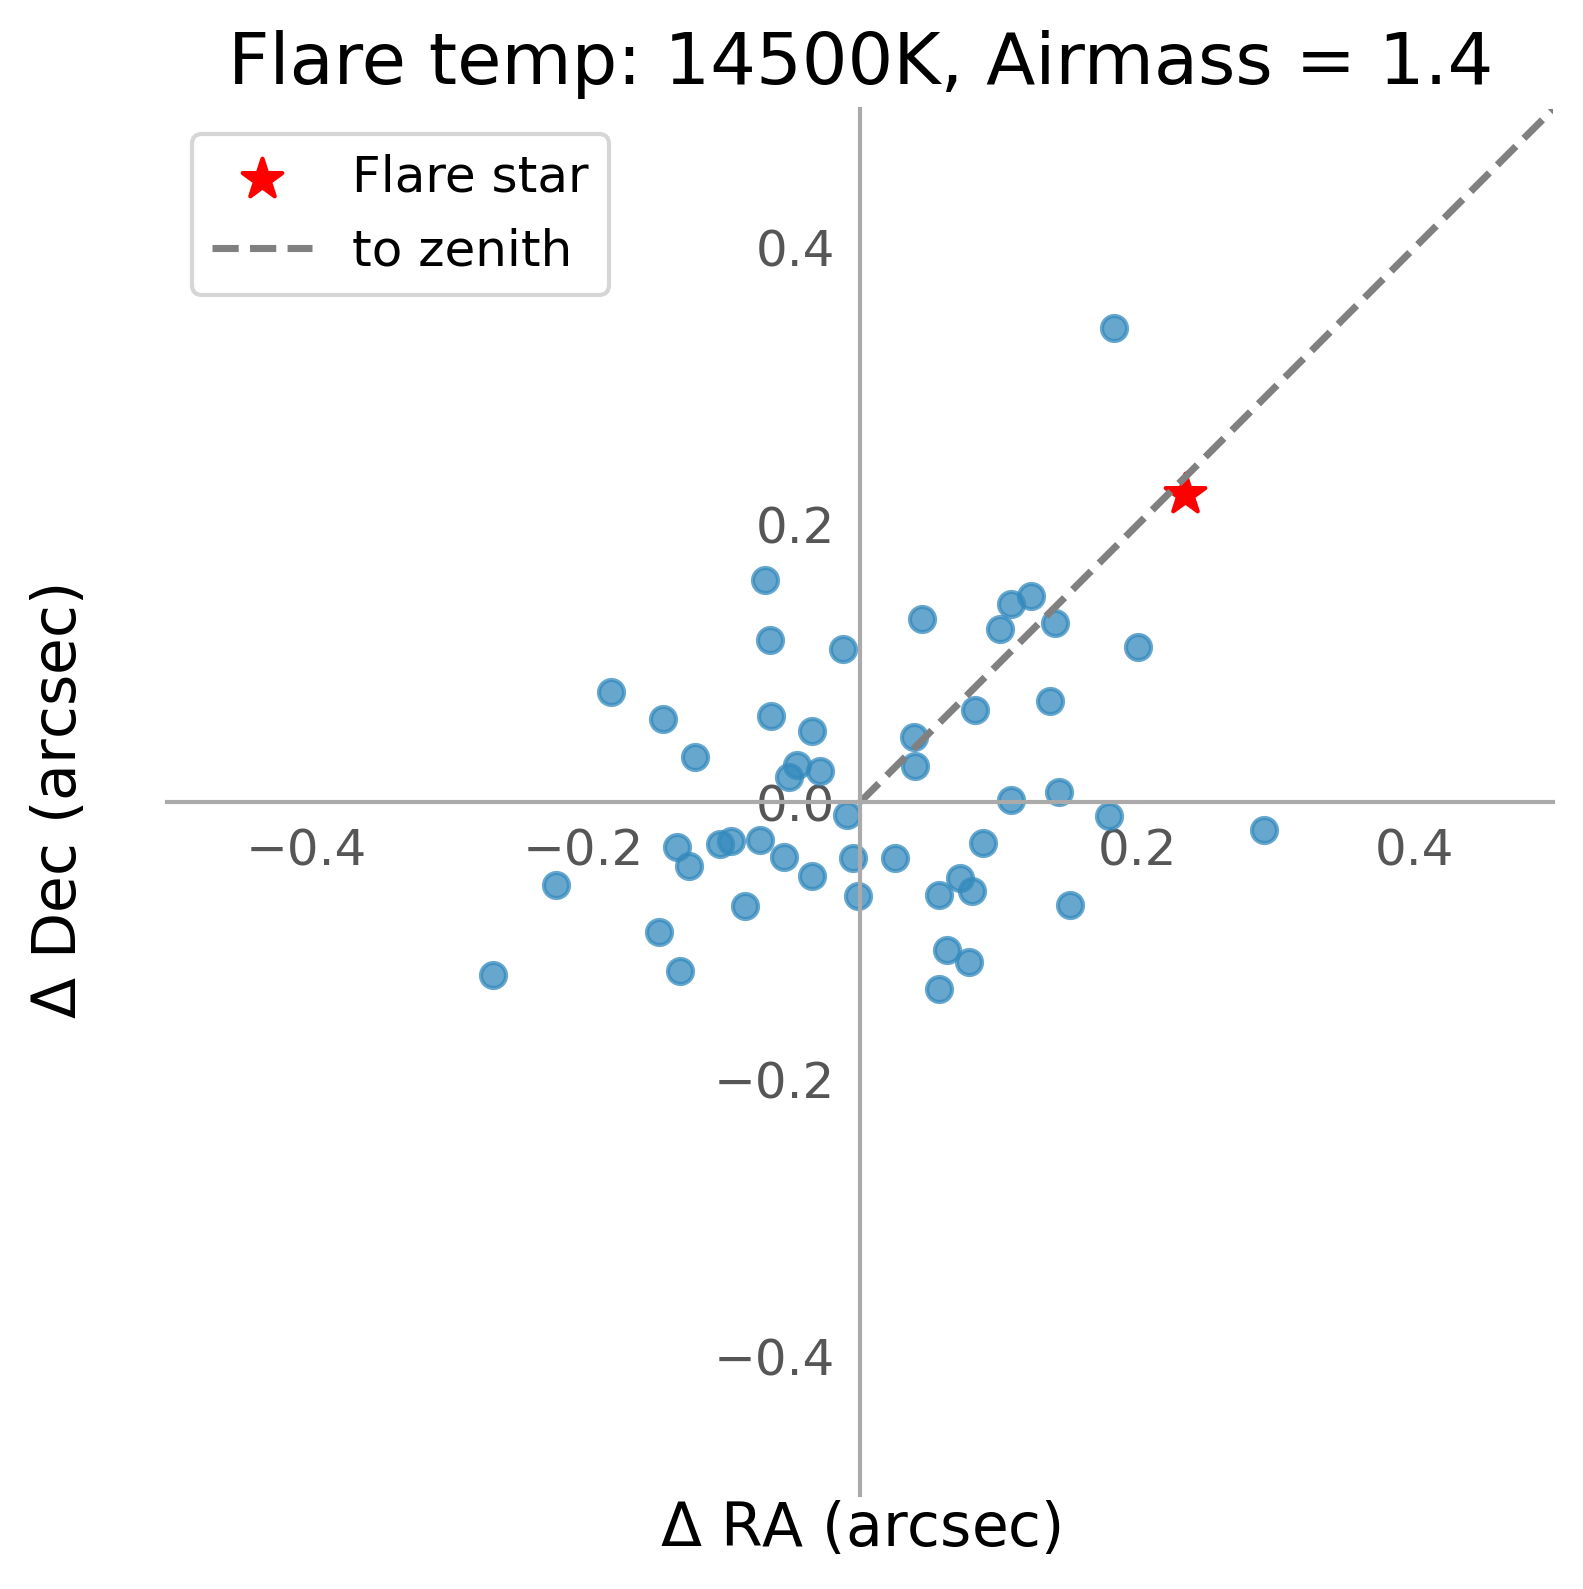 Flare temp: 14500K, Airmass = 1.4
Flare star
to zenith
0.4
0.2
0.0
−0.4
−0.2
0.2
0.4
−0.2
−0.4
Δ Dec (arcsec)
Δ RA (arcsec)